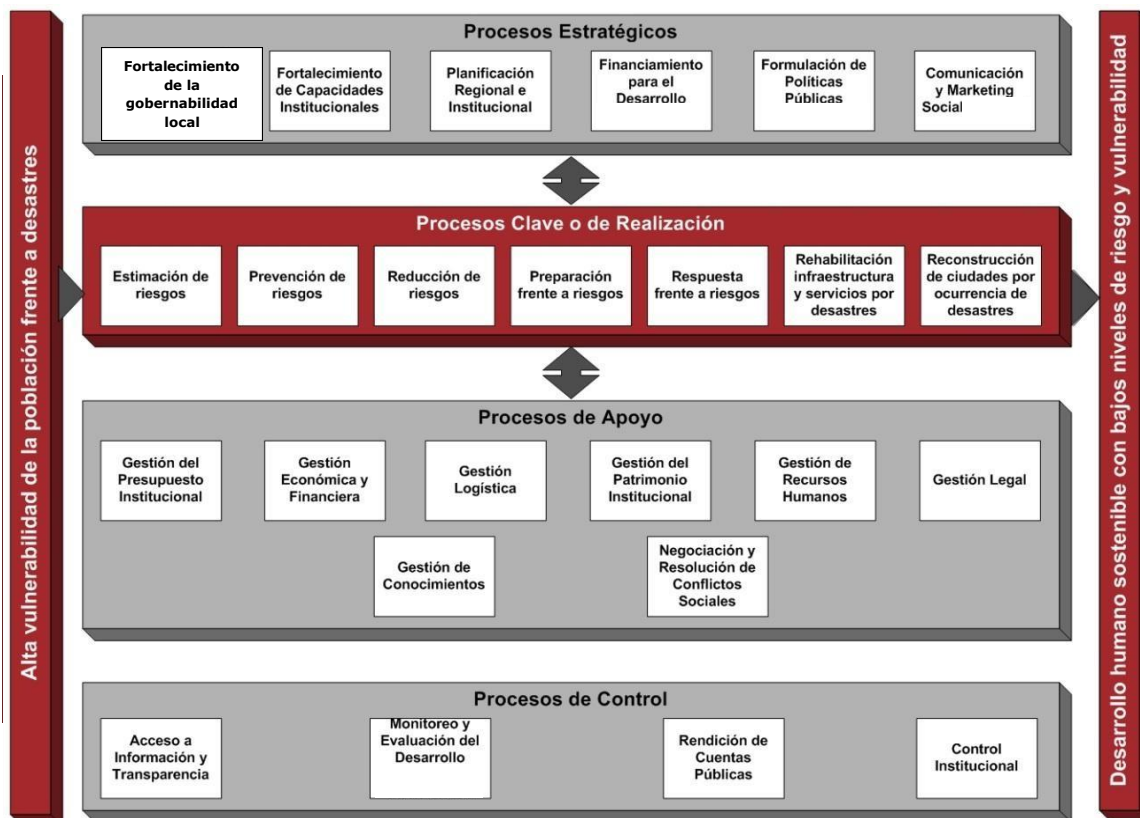 Alta vulnerabilidad de la población frente a desastres
Procesos Estratégicos
Fortalecimiento
de la
gobernabilidad
local
Fortalecimiento
de Capacidades
Institucionales
Planificación
Regional e
Institucional
Financiamiento
para el
Desarrollo
Formulación de
Políticas
Públicas
Comunicación
y Marketing
Social
Procesos Clave o de Realización
Estimación de
riesgos
Prevención de
riesgos
Reducción de
riesgos
Preparación
frente a riesgos
Respuesta
frente a riesgos
Rehabilitación
infraestructura
y servicios por
desastres
Reconstrucción
de ciudades por
ocurrencia de
desastres
Procesos de Apoyo
Gestión del
Presupuesto
Institucional
Gestión
Económica y
Financiera
Gestión
Logística
Gestión del
Patrimonio
Institucional
Gestión de
Recursos
Humanos
Gestión Legal
Gestión de
Conocimientos
Negociación y
Resolución de
Conflictos
Sociales
Procesos de Control
Acceso a
Información y
Transparencia
Monitoreo y
Evaluación del
Desarrollo
Rendición de
Cuentas
Públicas
Control
Institucional
Desarrollo humano sostenible con bajos niveles de riesgo y vulnerabilidad